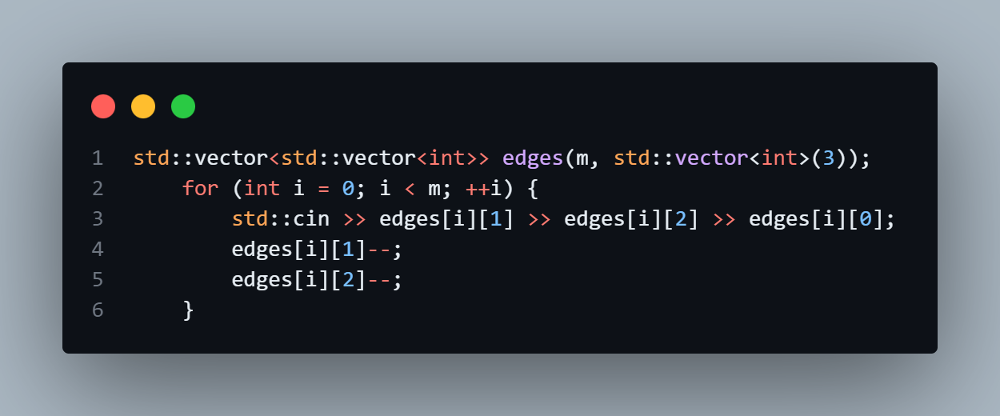 1 std::vector<std::vector<int>> edges(m, std::vector<int>(3));
2     for (int i = 0; i < m; ++i) {
3         std::cin >> edges[i][1] >> edges[i][2] >> edges[i][0];
4         edges[i][1]--;
5         edges[i][2]--;
6     }